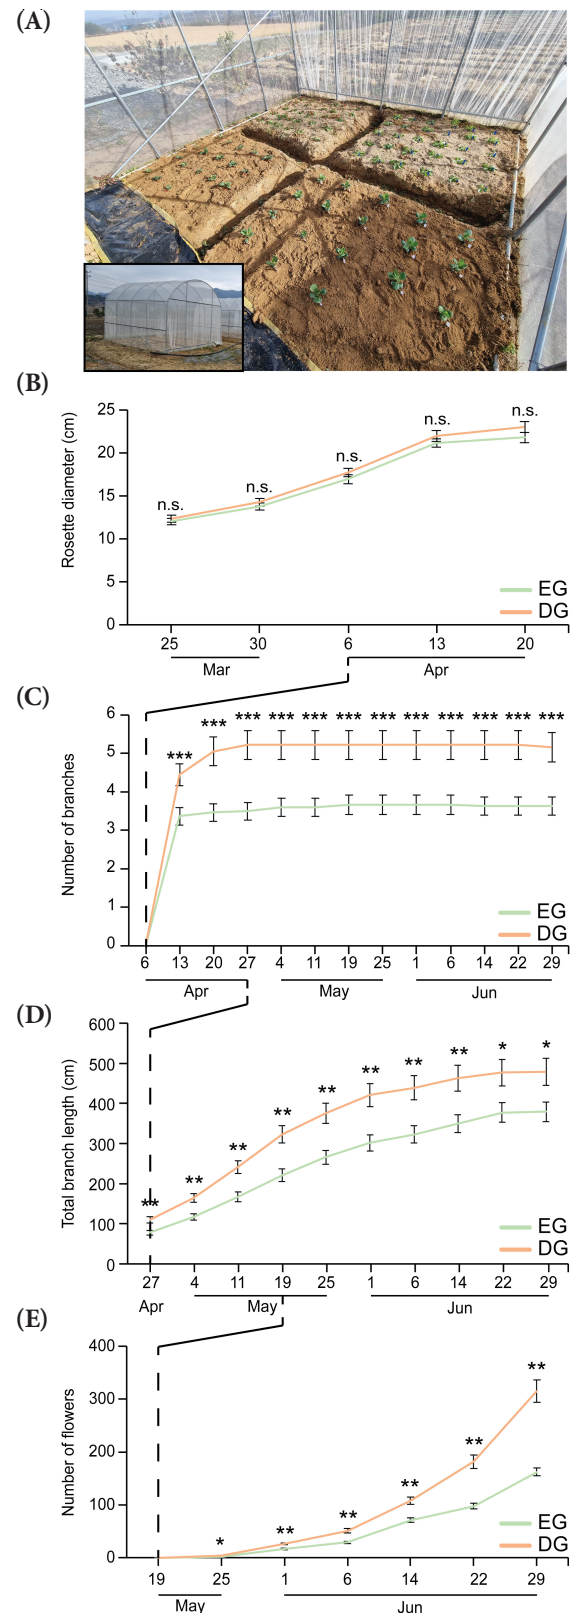 (A)
(B)
25
20
15
10
5
0
Rosette diameter (cm)
n.s. n.s. n.s. n.s. n.s.
EG
DG
25 30 6 13 20
Mar Apr
(C)
6
5
4
3
2
1
0
Number of branches
*** *** *** *** *** *** *** *** *** *** *** ***
EG
DG
6 13 20 27 4 11 19 25 1 6 14 22 29
Apr May Jun
(D)
600
500
400
300
200
100
0
Total branch length (cm)
** ** ** ** ** ** ** ** * *
EG
DG
27 4 11 19 25 1 6 14 22 29
Apr May Jun
(E)
400
300
200
100
0
Number of flowers
* ** ** ** ** **
EG
DG
19 25 1 6 14 22 29
May Jun